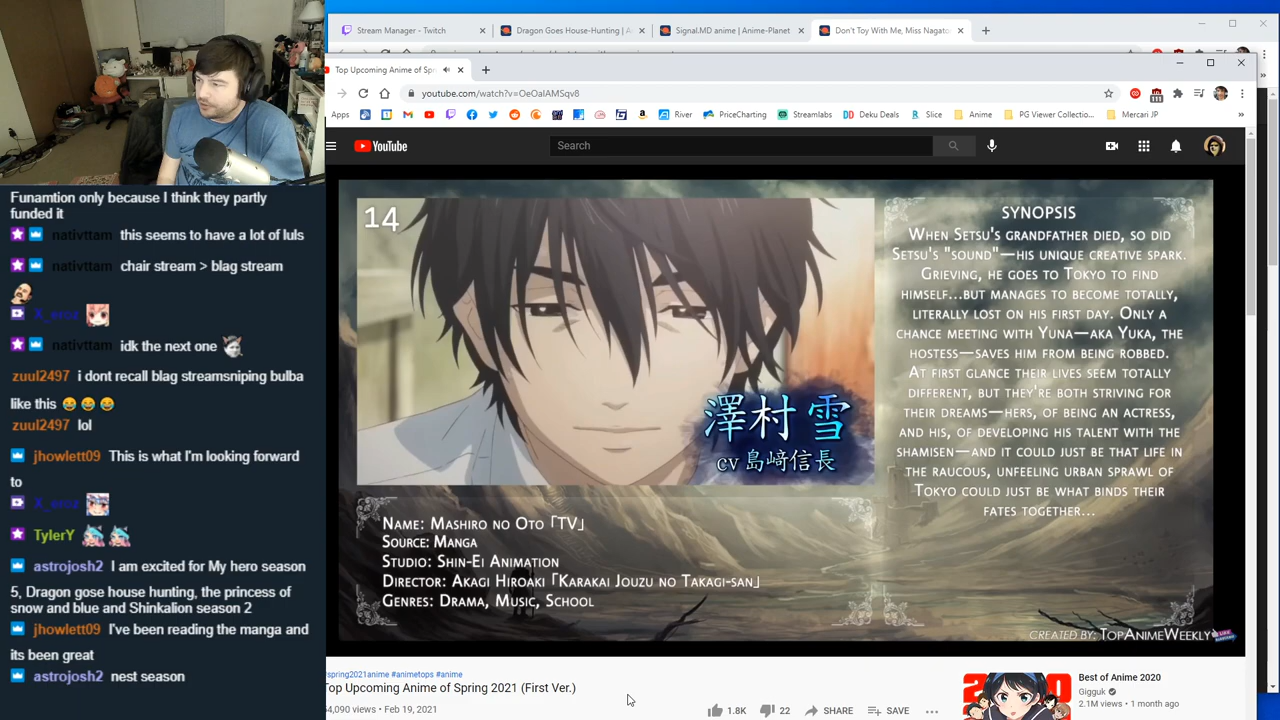 Stream Manager - Twitch
Dragon Goes House-Hunting | A
Signal.MD anime | Anime-Planet
Don't Toy With Me, Miss Nagato
Top Upcoming Anime of Spr
youtube.com/watch?v=OeOalAMSqv8
111
Apps
River
PriceCharting
Streamlabs
Deku Deals
Slice
Anime
PG Viewer Collectio...
Mercari JP
YouTube
Search
Funamtion only because I think they partly
funded it
nativttam this seems to have a lot of luls
nativttam chair stream > blag stream
nativttam idk the next one
zuul2497 i dont recall blag streamsniping bulba
like this
zuul2497 lol
jhowlett09 This is what I'm looking forward
to
TylerY
astrojosh2 I am excited for My hero season
5, Dragon gose house hunting, the princess of
snow and blue and Shinkalion season 2
jhowlett09 I've been reading the manga and
its been great
astrojosh2 nest season
14
澤村 雪
cv 島﨑信長
Name: Mashiro no Oto「TV」
Source: Manga
Studio: Shin-Ei Animation
Director: Akagi Hiroaki「Karakai Jouzu no Takagi-san」
Genres: Drama, Music, School
Synopsis
When Setsu's grandfather died, so did
Setsu's "sound"—his unique creative spark.
Grieving, he goes to Tokyo to find
himself...but manages to become totally,
literally lost on his first day. Only a
chance meeting with Yuna—aka Yuka, the
hostess—saves him from being robbed.
At first glance their lives seem totally
different, but they're both striving for
their dreams—hers, of being an actress,
and his, of developing his talent with the
shamisen—and it could just be that life in
the raucous, unfeeling urban sprawl of
Tokyo could just be what binds their
fates together...
Created by: TopAnimeWeekly
spring2021anime #animetops #anime
Top Upcoming Anime of Spring 2021 (First Ver.)
4,090 views • Feb 19, 2021
1.8K
22
SHARE
SAVE
Best of Anime 2020
Gigguk
2.1M views • 1 month ago